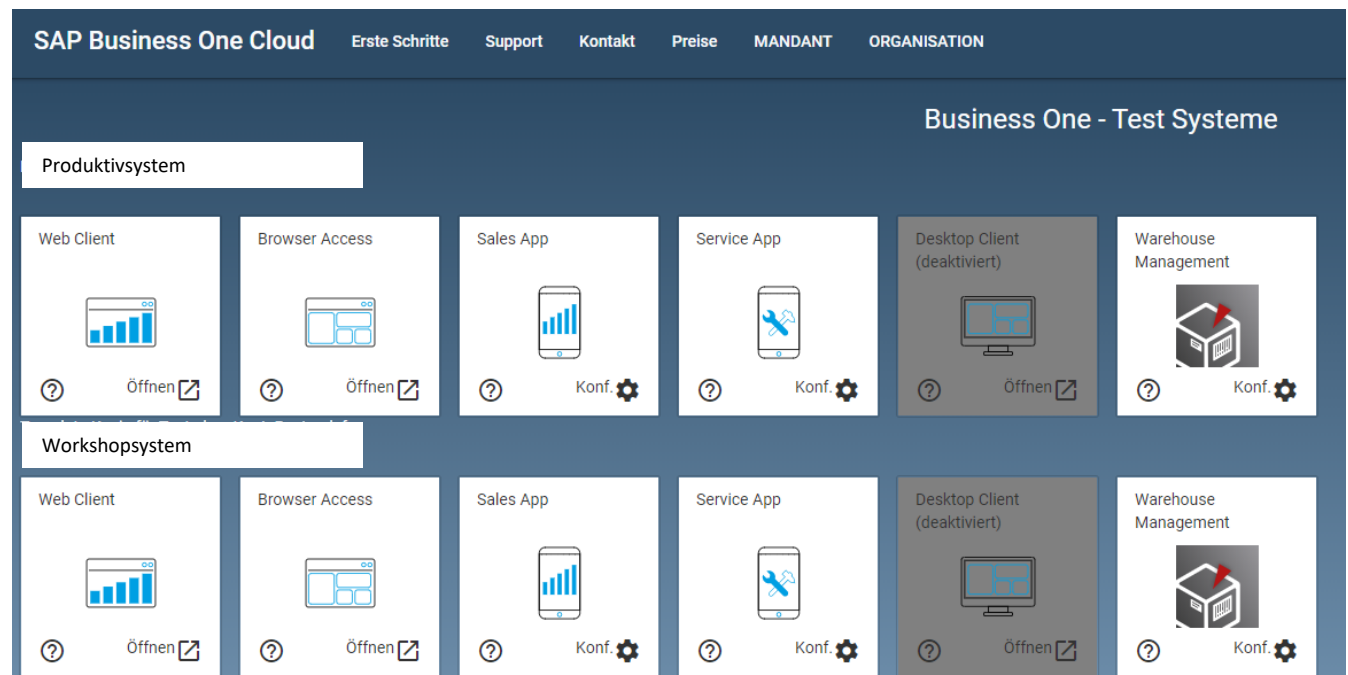 SAP Business One Cloud Erste Schritte Support Kontakt Preise MANDANT ORGANISATION
Business One - Test Systeme
Produktivsystem
Web Client
Browser Access
Sales App
Service App
Desktop Client
(deaktiviert)
Warehouse
Management
Öffnen
Öffnen
Konf.
Konf.
Öffnen
Konf.
Workshopsystem
Web Client
Browser Access
Sales App
Service App
Desktop Client
(deaktiviert)
Warehouse
Management
Öffnen
Öffnen
Konf.
Konf.
Öffnen
Konf.